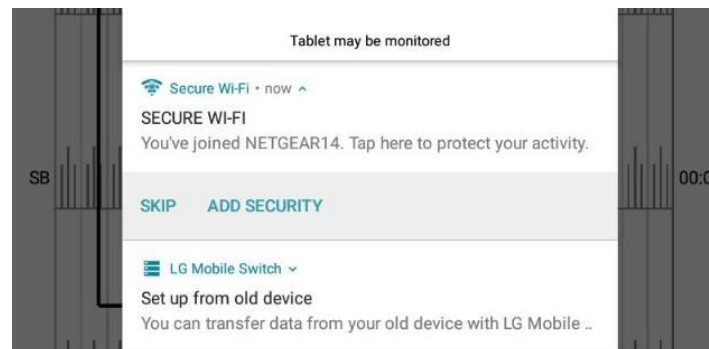 Tablet may be monitored
Secure Wi-Fi • now
SECURE WI-FI
You've joined NETGEAR14. Tap here to protect your activity.
SB
00:0
SKIP ADD SECURITY
LG Mobile Switch
Set up from old device
You can transfer data from your old device with LG Mobile ..